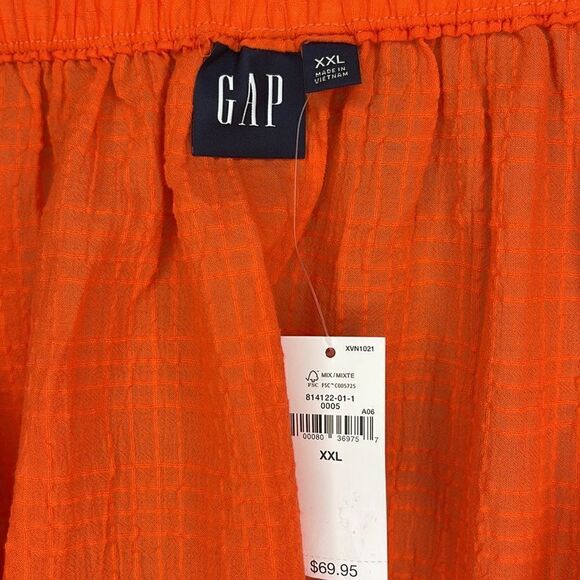 GAP
XXL
MADE IN
VIETNAM
XVN1021
MIX/MIXTE
FSC FSC™ C005725
814122-01-1
0005
A06
00080 36975 7
XXL
$69.95